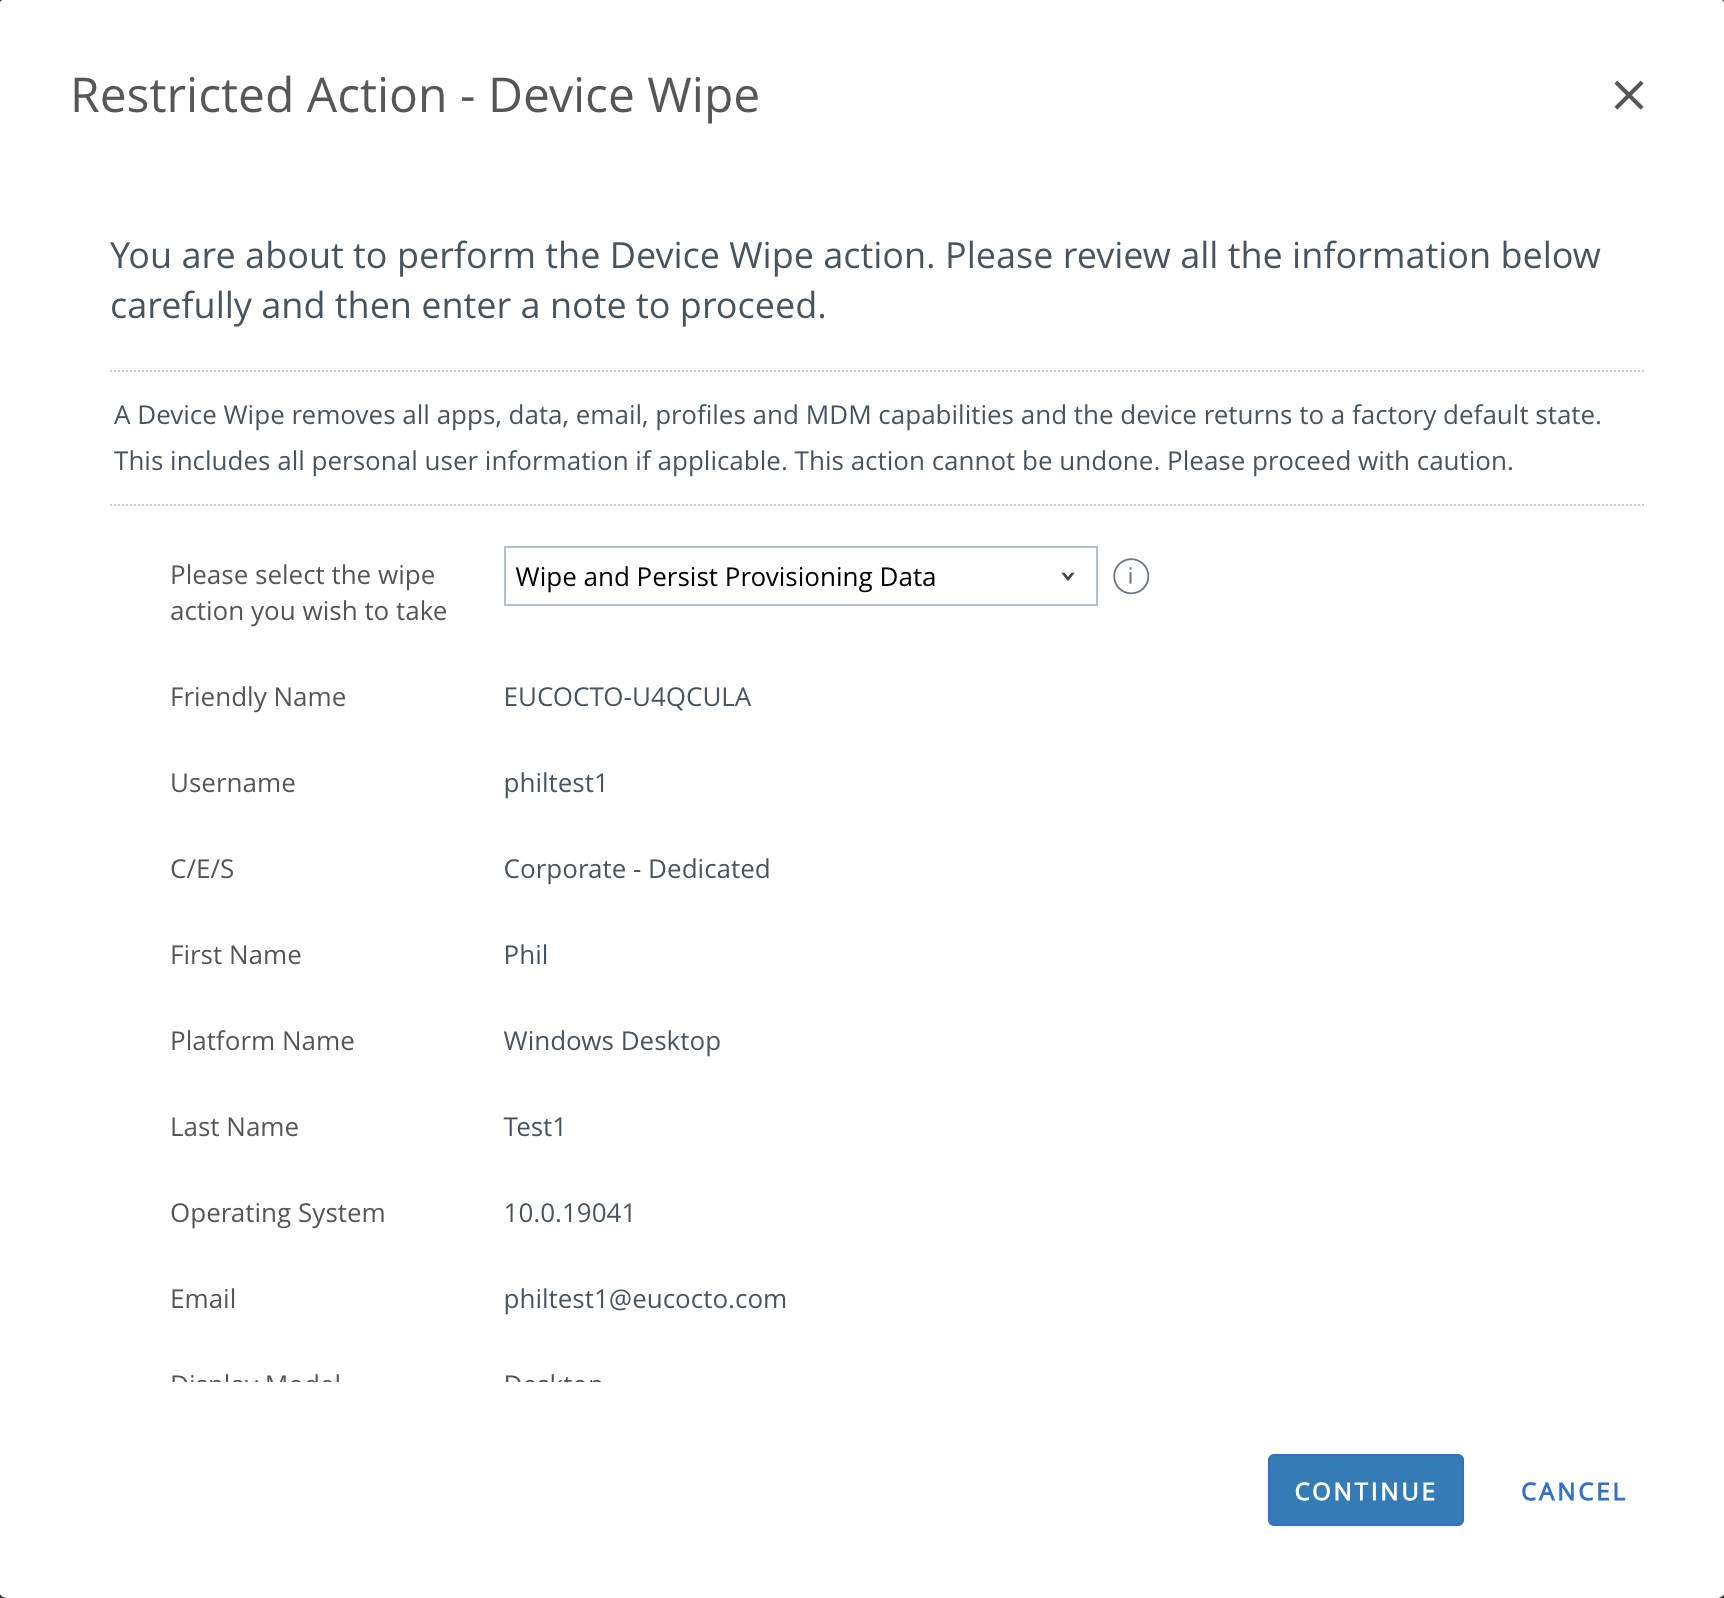 Restricted Action - Device Wipe
You are about to perform the Device Wipe action. Please review all the information below
carefully and then enter a note to proceed.
A Device Wipe removes all apps, data, email, profiles and MDM capabilities and the device returns to a factory default state.
This includes all personal user information if applicable. This action cannot be undone. Please proceed with caution.
Please select the wipe
action you wish to take
Wipe and Persist Provisioning Data
Friendly Name EUCOCTO-U4QCULA
Username philtest1
C/E/S Corporate - Dedicated
First Name Phil
Platform Name Windows Desktop
Last Name Test1
Operating System 10.0.19041
Email philtest1@eucocto.com
Display Model Desktop
CONTINUE CANCEL